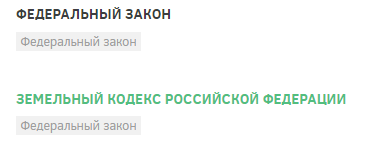 ФЕДЕРАЛЬНЫЙ ЗАКОН
Федеральный закон
ЗЕМЕЛЬНЫЙ КОДЕКС РОССИЙСКОЙ ФЕДЕРАЦИИ
Федеральный закон